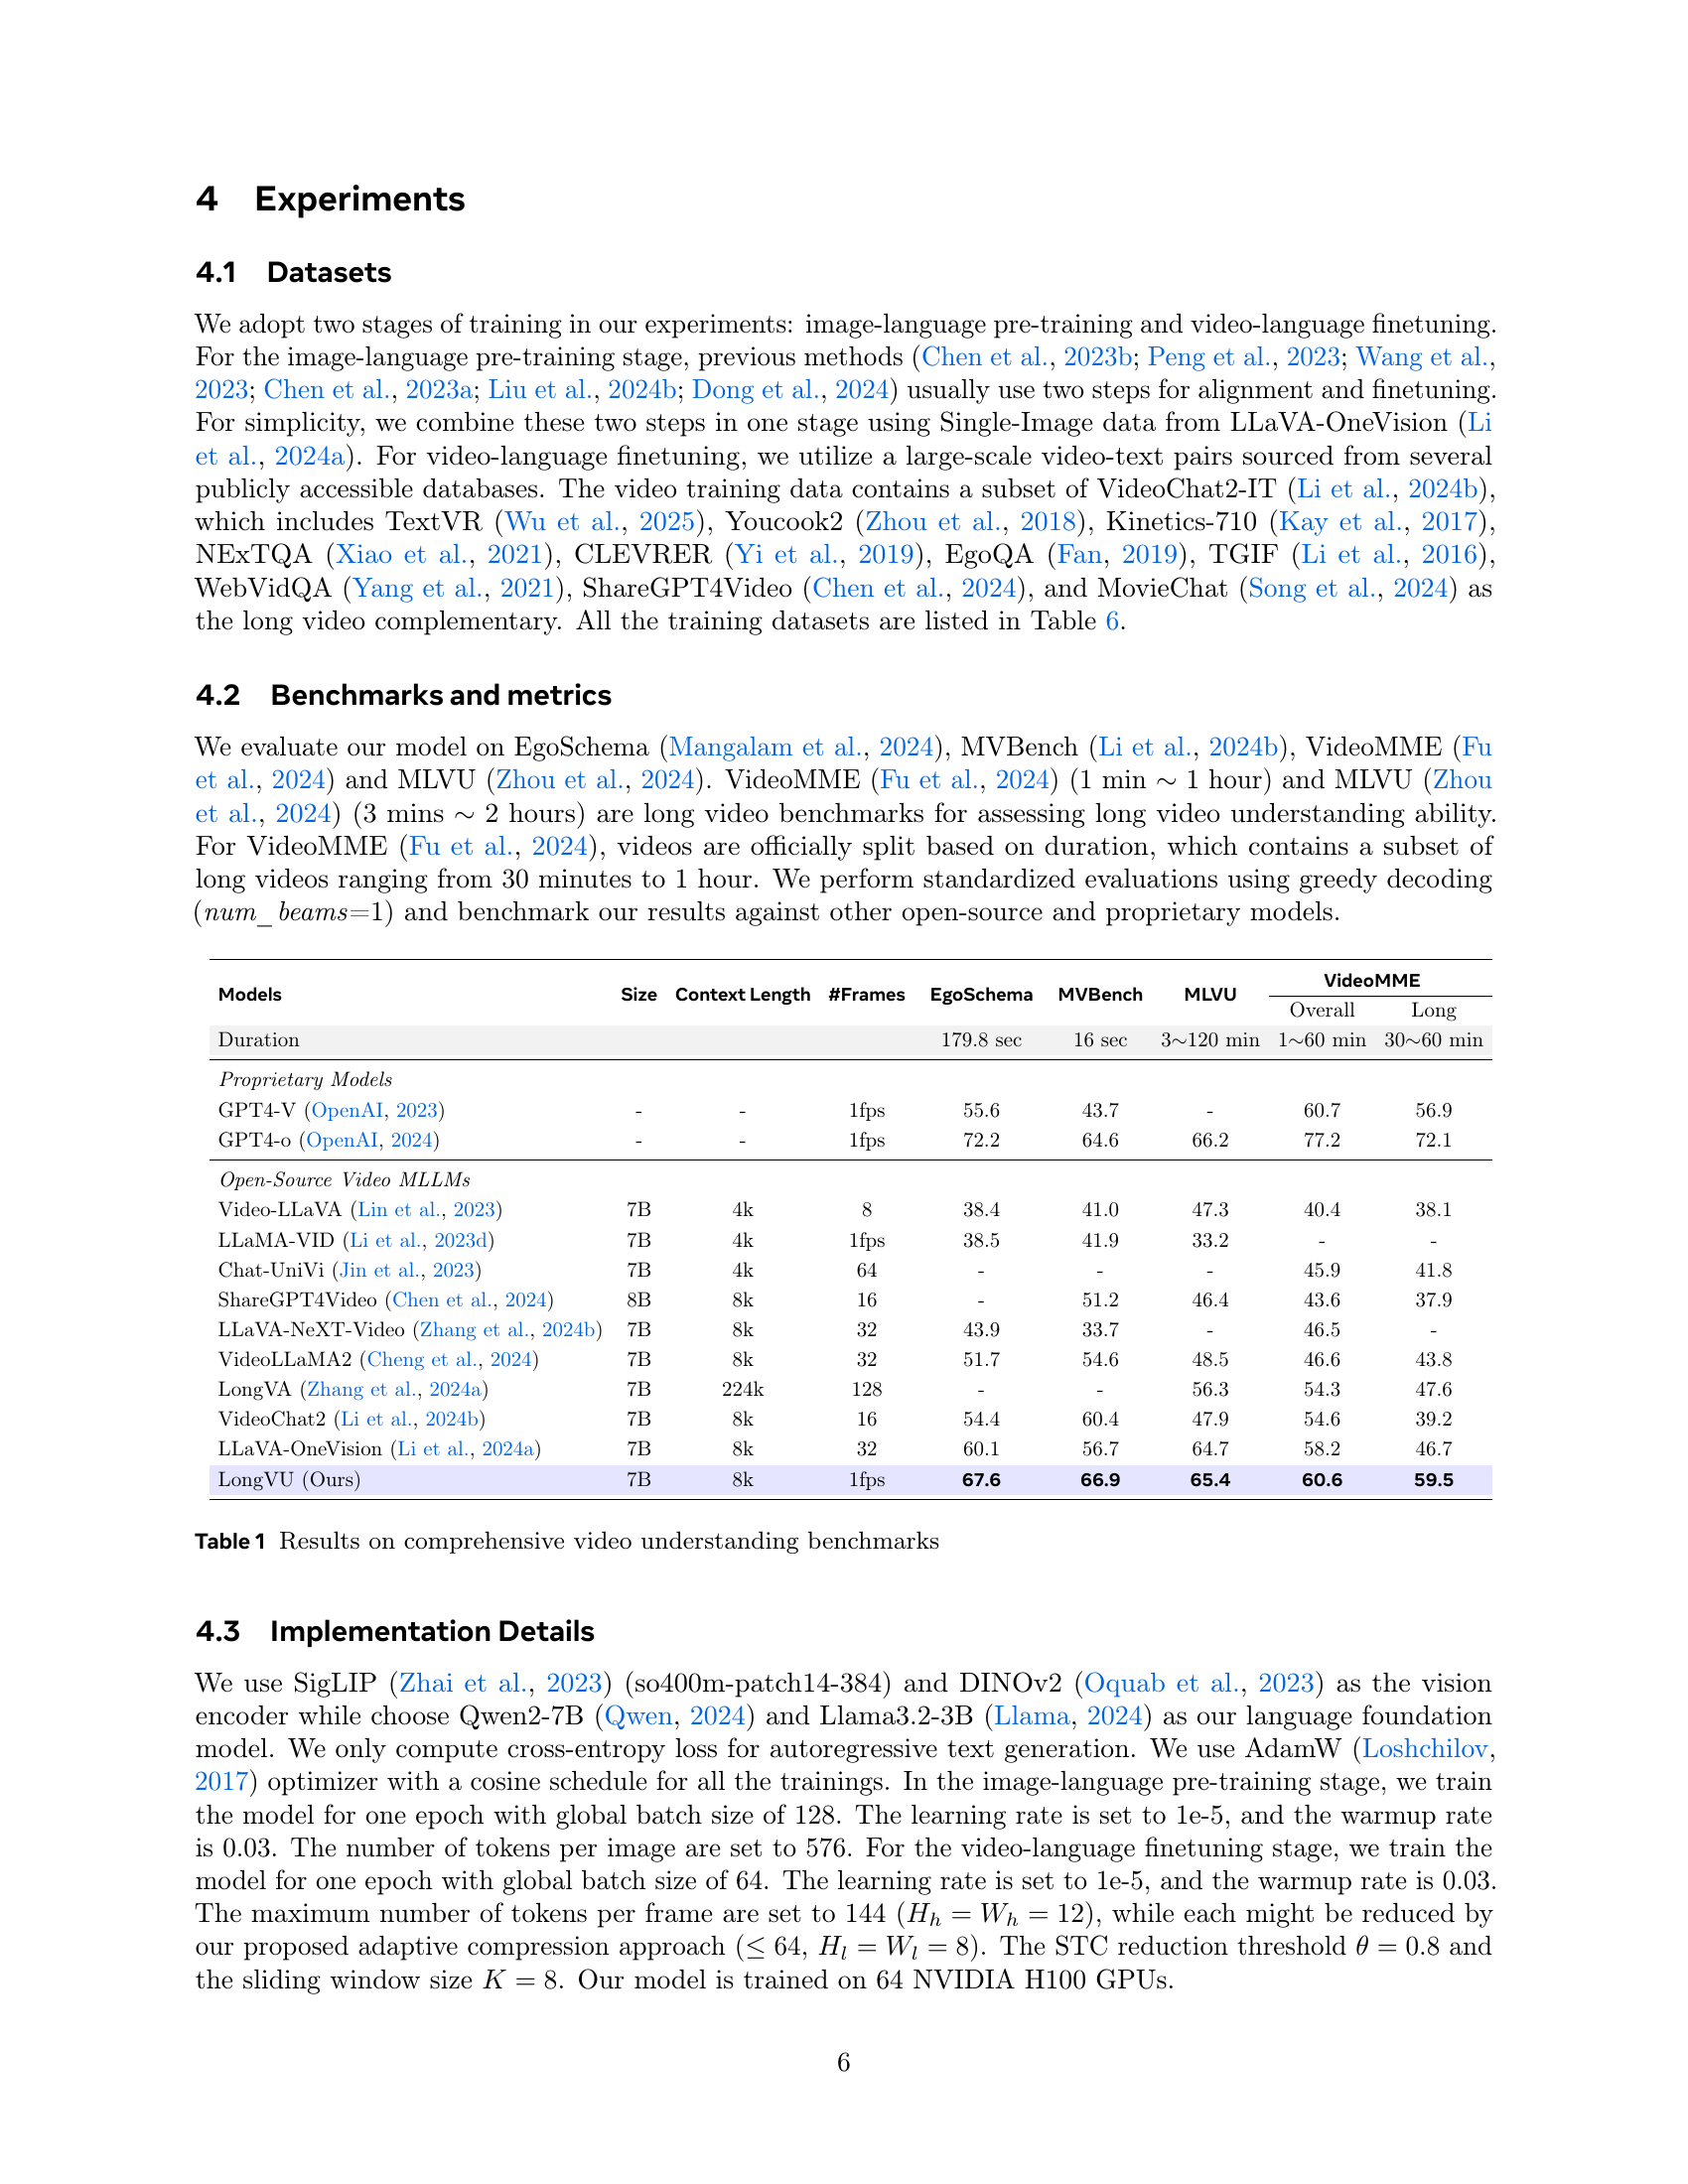 4 Experiments
4.1 Datasets
We adopt two stages of training in our experiments: image-language pre-training and video-language finetuning.
For the image-language pre-training stage, previous methods (Chen et al., 2023b; Peng et al., 2023; Wang et al.,
2023; Chen et al., 2023a; Liu et al., 2024b; Dong et al., 2024) usually use two steps for alignment and finetuning.
For simplicity, we combine these two steps in one stage using Single-Image data from LLaVA-OneVision (Li
et al., 2024a). For video-language finetuning, we utilize a large-scale video-text pairs sourced from several
publicly accessible databases. The video training data contains a subset of VideoChat2-IT (Li et al., 2024b),
which includes TextVR (Wu et al., 2025), Youcook2 (Zhou et al., 2018), Kinetics-710 (Kay et al., 2017),
NExTQA (Xiao et al., 2021), CLEVRER (Yi et al., 2019), EgoQA (Fan, 2019), TGIF (Li et al., 2016),
WebVidQA (Yang et al., 2021), ShareGPT4Video (Chen et al., 2024), and MovieChat (Song et al., 2024) as
the long video complementary. All the training datasets are listed in Table 6.
4.2 Benchmarks and metrics
We evaluate our model on EgoSchema (Mangalam et al., 2024), MVBench (Li et al., 2024b), VideoMME (Fu
et al., 2024) and MLVU (Zhou et al., 2024). VideoMME (Fu et al., 2024) (1 min ∼ 1 hour) and MLVU (Zhou
et al., 2024) (3 mins ∼ 2 hours) are long video benchmarks for assessing long video understanding ability.
For VideoMME (Fu et al., 2024), videos are officially split based on duration, which contains a subset of
long videos ranging from 30 minutes to 1 hour. We perform standardized evaluations using greedy decoding
(num_beams=1) and benchmark our results against other open-source and proprietary models.
Models Size Context Length #Frames EgoSchema MVBench MLVU VideoMME
Overall Long
Duration 179.8 sec 16 sec 3∼120 min 1∼60 min 30∼60 min
Proprietary Models
GPT4-V (OpenAI, 2023) - - 1fps 55.6 43.7 - 60.7 56.9
GPT4-o (OpenAI, 2024) - - 1fps 72.2 64.6 66.2 77.2 72.1
Open-Source Video MLLMs
Video-LLaVA (Lin et al., 2023) 7B 4k 8 38.4 41.0 47.3 40.4 38.1
LLaMA-VID (Li et al., 2023d) 7B 4k 1fps 38.5 41.9 33.2 - -
Chat-UniVi (Jin et al., 2023) 7B 4k 64 - - - 45.9 41.8
ShareGPT4Video (Chen et al., 2024) 8B 8k 16 - 51.2 46.4 43.6 37.9
LLaVA-NeXT-Video (Zhang et al., 2024b) 7B 8k 32 43.9 33.7 - 46.5 -
VideoLLaMA2 (Cheng et al., 2024) 7B 8k 32 51.7 54.6 48.5 46.6 43.8
LongVA (Zhang et al., 2024a) 7B 224k 128 - - 56.3 54.3 47.6
VideoChat2 (Li et al., 2024b) 7B 8k 16 54.4 60.4 47.9 54.6 39.2
LLaVA-OneVision (Li et al., 2024a) 7B 8k 32 60.1 56.7 64.7 58.2 46.7
LongVU (Ours) 7B 8k 1fps 67.6 66.9 65.4 60.6 59.5
Table 1 Results on comprehensive video understanding benchmarks
4.3 Implementation Details
We use SigLIP (Zhai et al., 2023) (so400m-patch14-384) and DINOv2 (Oquab et al., 2023) as the vision
encoder while choose Qwen2-7B (Qwen, 2024) and Llama3.2-3B (Llama, 2024) as our language foundation
model. We only compute cross-entropy loss for autoregressive text generation. We use AdamW (Loshchilov,
2017) optimizer with a cosine schedule for all the trainings. In the image-language pre-training stage, we train
the model for one epoch with global batch size of 128. The learning rate is set to 1e-5, and the warmup rate
is 0.03. The number of tokens per image are set to 576. For the video-language finetuning stage, we train the
model for one epoch with global batch size of 64. The learning rate is set to 1e-5, and the warmup rate is 0.03.
The maximum number of tokens per frame are set to 144 (H_h = W_h = 12), while each might be reduced by
our proposed adaptive compression approach (≤ 64, H_l = W_l = 8). The STC reduction threshold θ = 0.8 and
the sliding window size K = 8. Our model is trained on 64 NVIDIA H100 GPUs.
6